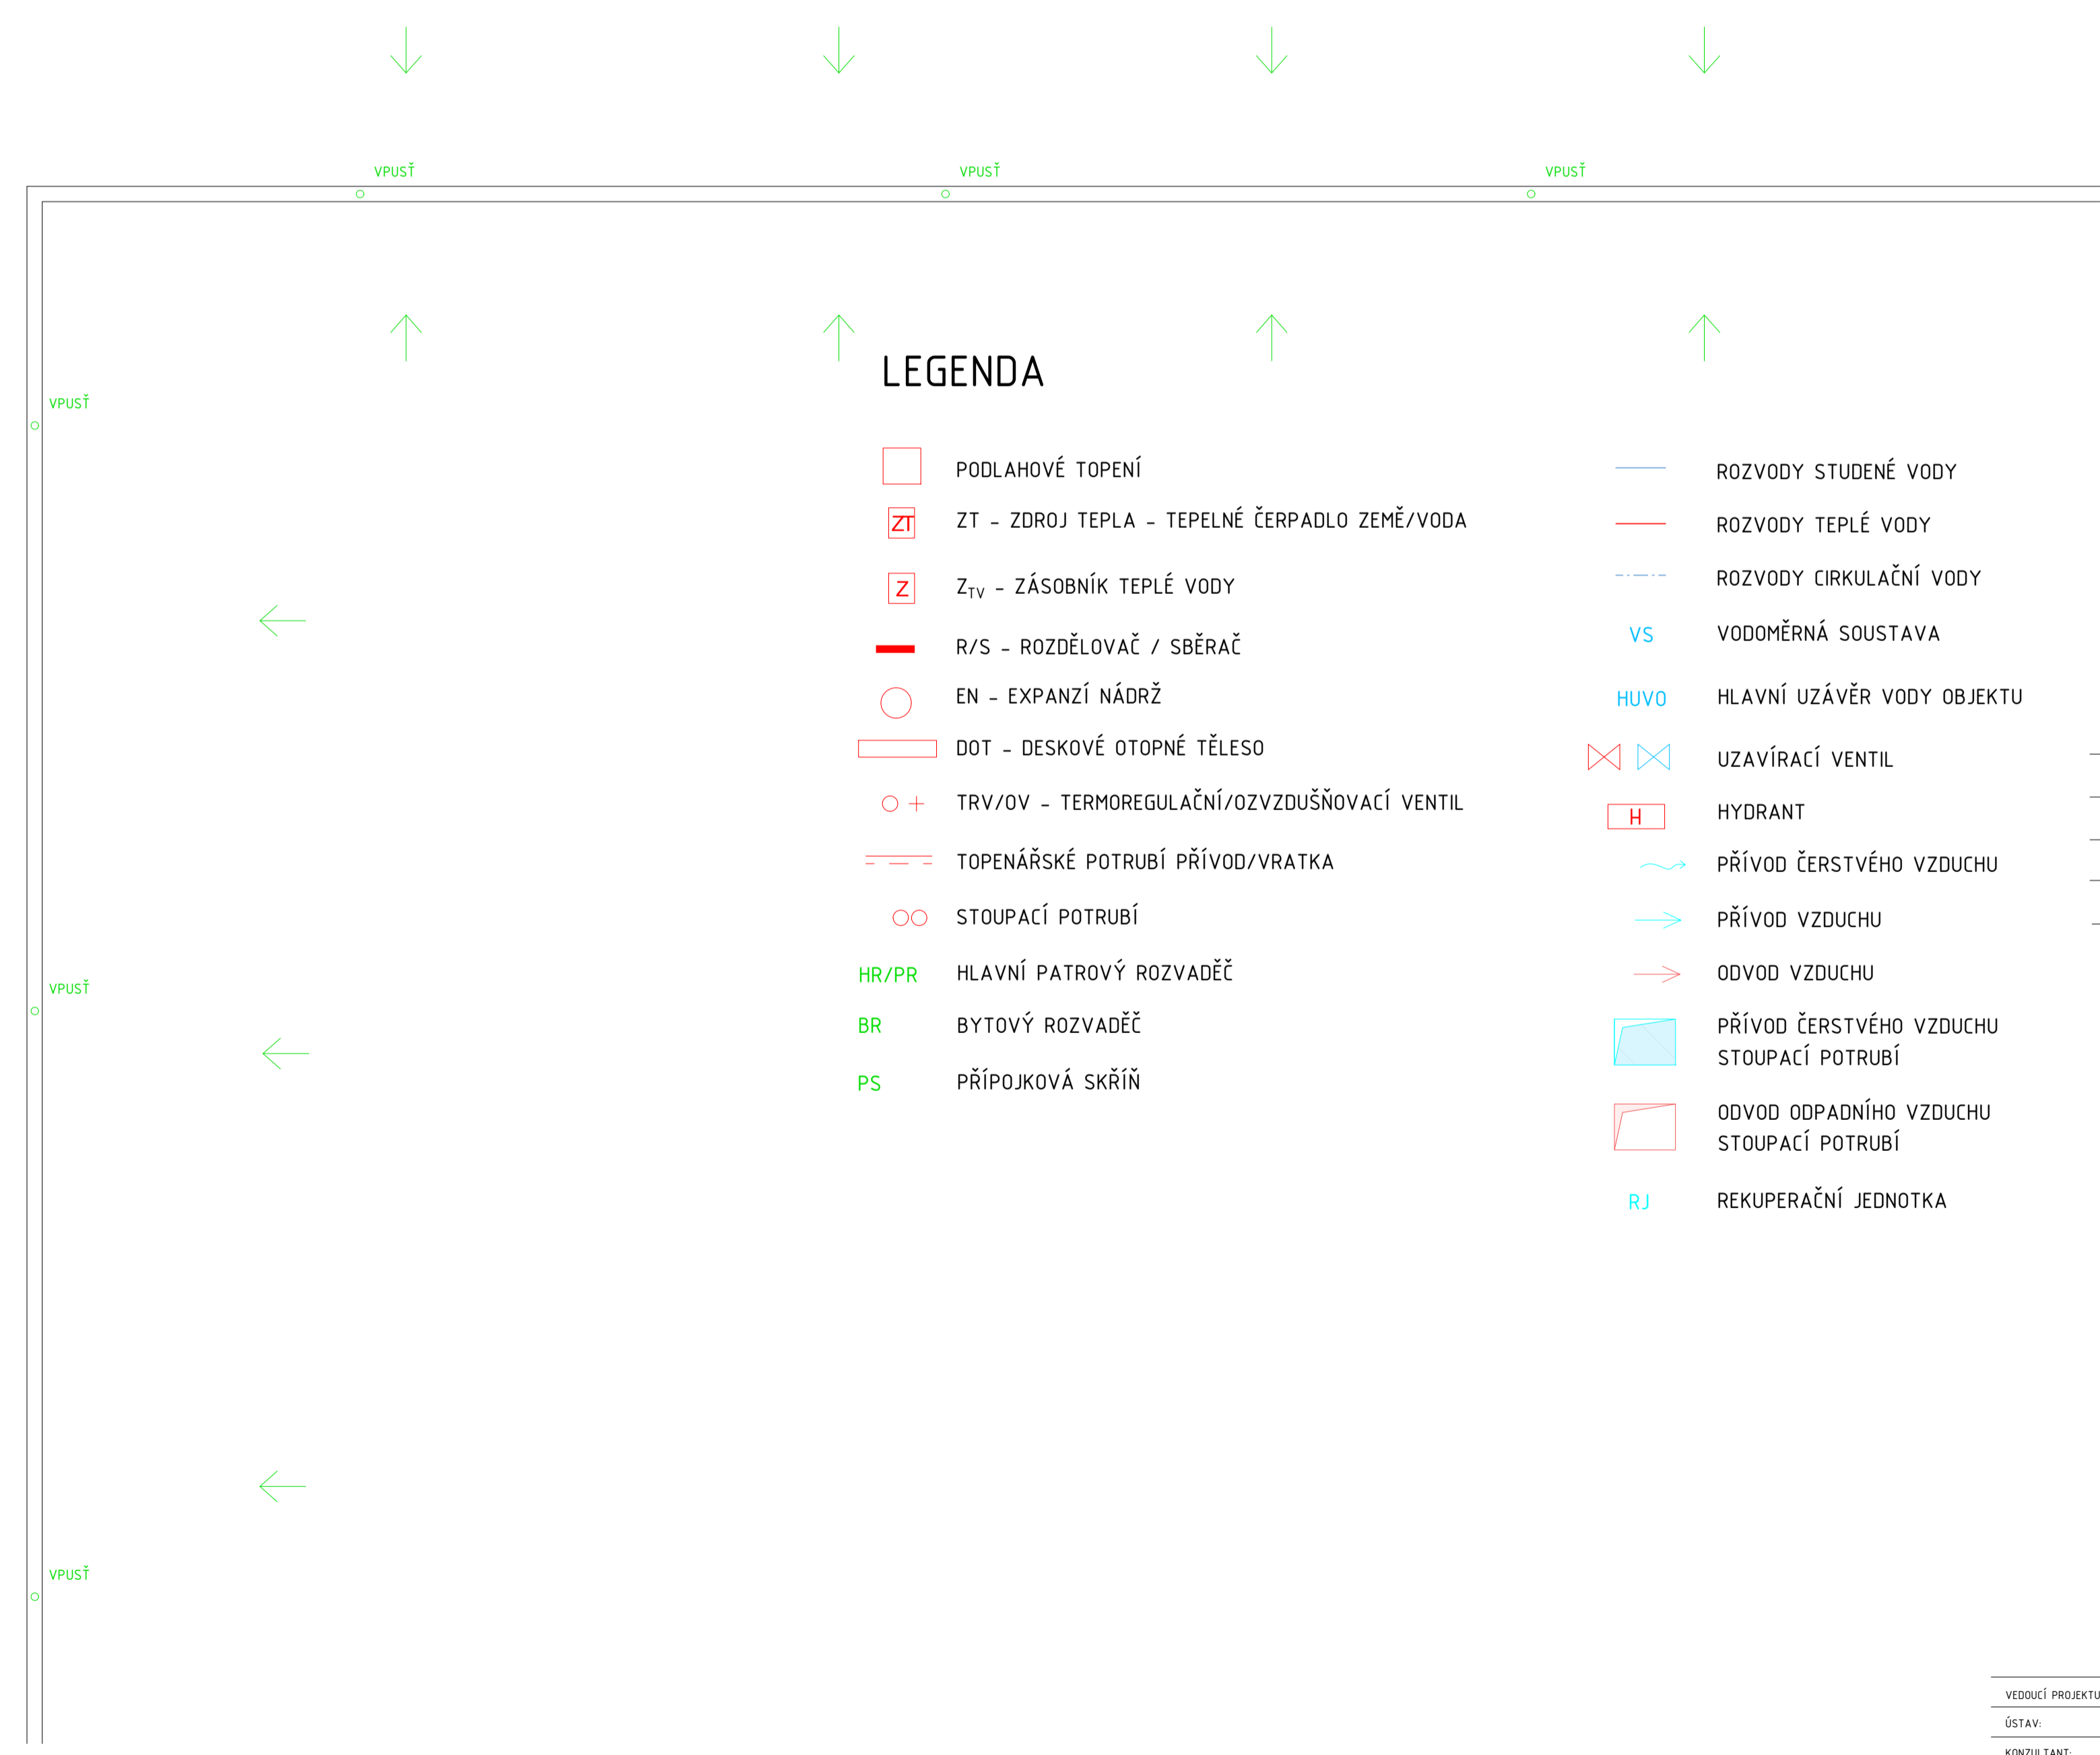 VPUSŤ
VPUSŤ
VPUSŤ
LEGENDA
VPUSŤ
PODLAHOVÉ TOPENÍ
ZT ZT - ZDROJ TEPLA - TEPELNÉ ČERPADLO ZEMĚ/VODA
Z ZTV - ZÁSOBNÍK TEPLÉ VODY
R/S - ROZDĚLOVAČ / SBĚRAČ
EN - EXPANZÍ NÁDRŽ
DOT - DESKOVÉ OTOPNÉ TĚLESO
TRV/OV - TERMOREGULAČNÍ/OZVZDUŠŇOVACÍ VENTIL
TOPENÁŘSKÉ POTRUBÍ PŘÍVOD/VRATKA
STOUPACÍ POTRUBÍ
HR/PR HLAVNÍ PATROVÝ ROZVADĚČ
BR BYTOVÝ ROZVADĚČ
PS PŘÍPOJKOVÁ SKŘÍŇ
ROZVODY STUDENÉ VODY
ROZVODY TEPLÉ VODY
ROZVODY CIRKULAČNÍ VODY
VS VODOMĚRNÁ SOUSTAVA
HUVO HLAVNÍ UZÁVĚR VODY OBJEKTU
UZAVÍRACÍ VENTIL
H HYDRANT
PŘÍVOD ČERSTVÉHO VZDUCHU
PŘÍVOD VZDUCHU
ODVOD VZDUCHU
PŘÍVOD ČERSTVÉHO VZDUCHU
STOUPACÍ POTRUBÍ
ODVOD ODPADNÍHO VZDUCHU
STOUPACÍ POTRUBÍ
RJ REKUPERAČNÍ JEDNOTKA
VPUSŤ
VPUSŤ
VEDOUCÍ PROJEKTU
ÚSTAV:
KONZULTANT: